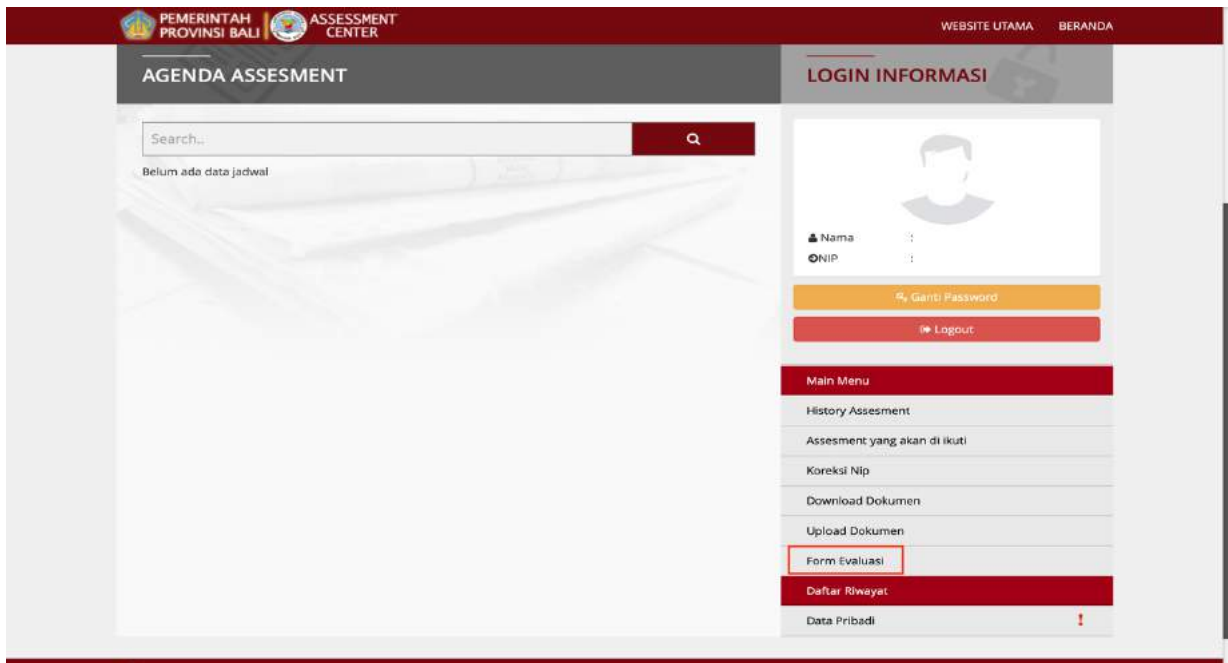 PEMERINTAH
PROVINSI BALI
ASSESSMENT
CENTER
WEBSITE UTAMA BERANDA
AGENDA ASSESMENT
Search..
Belum ada data jadwal
LOGIN INFORMASI
Nama :
NIP :
Ganti Password
Logout
Main Menu
History Assesment
Assesment yang akan di ikuti
Koreksi Nip
Download Dokumen
Upload Dokumen
Form Evaluasi
Daftar Riwayat
Data Pribadi !